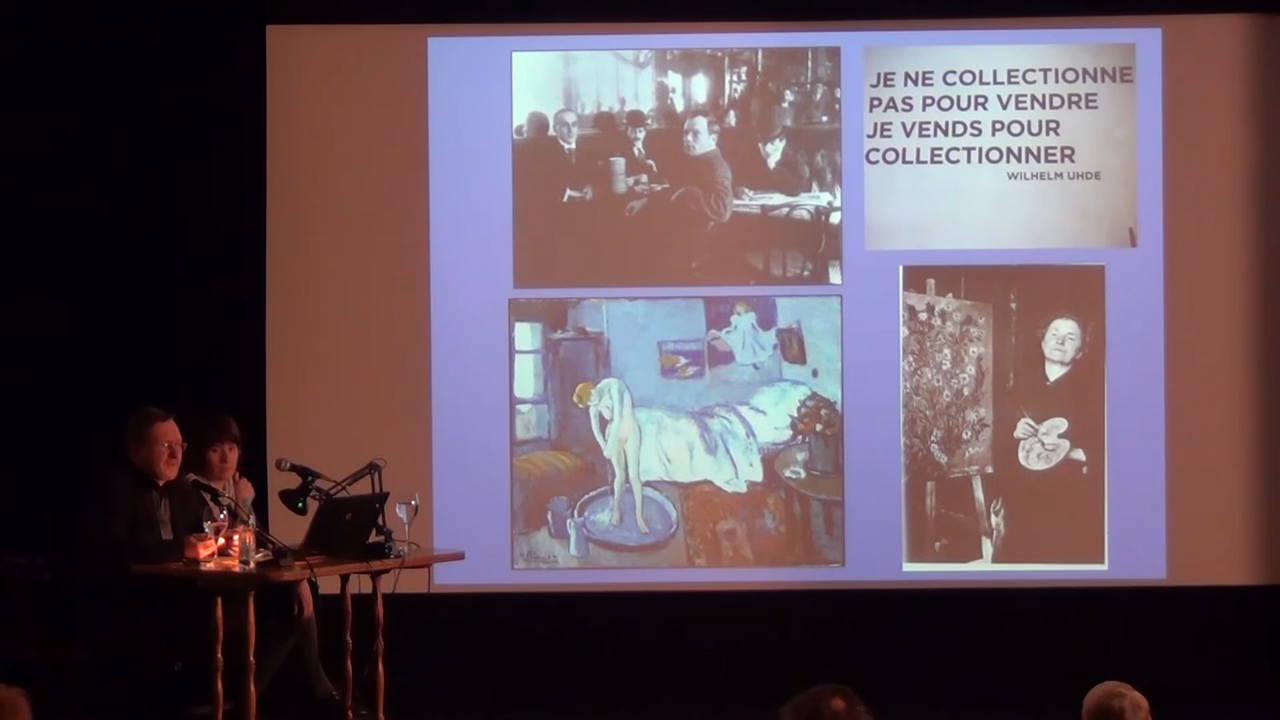 JE NE COLLECTIONNE
PAS POUR VENDRE
JE VENDS POUR
COLLECTIONNER
WILHELM UHDE